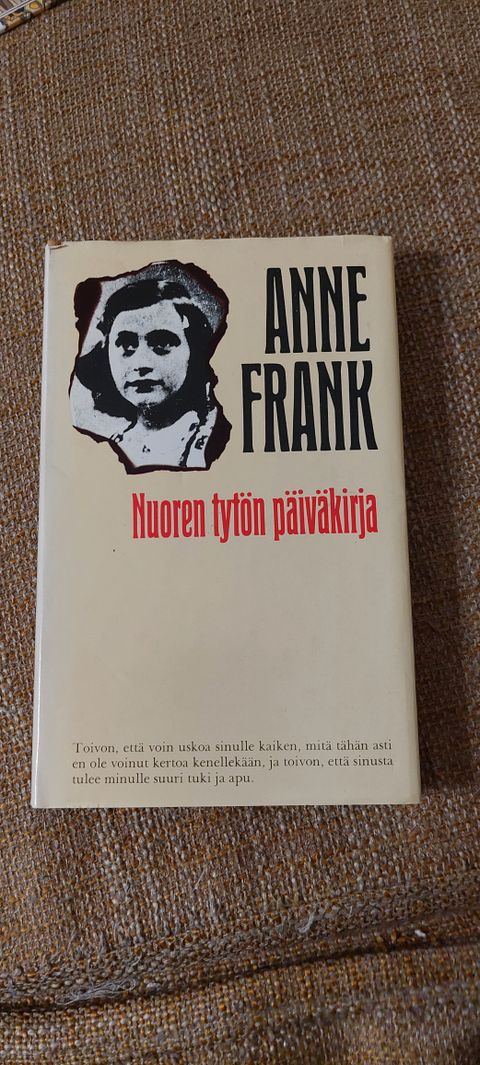 ANNE
FRANK
Nuoren tytön päiväkirja
Toivon, että voin uskoa sinulle kaiken, mitä tähän asti
en ole voinut kertoa kenellekään, ja toivon, että sinusta
tulee minulle suuri tuki ja apu.